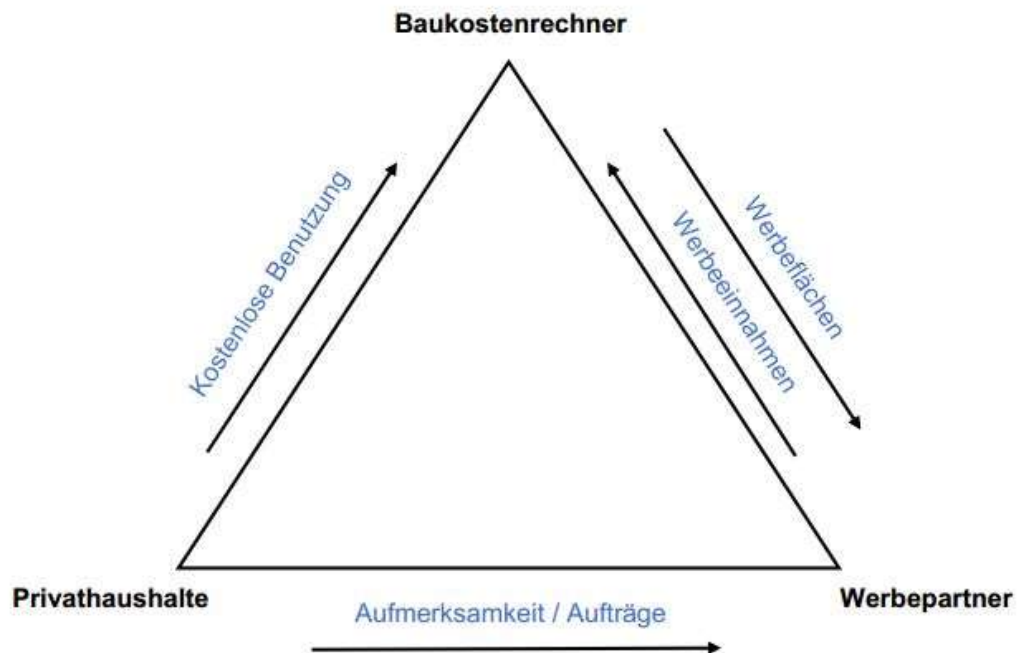 Baukostenrechner
Kostenlose Benutzung
Werbeeinnahmen
Werbeflächen
Privathaushalte
Werbepartner
Aufmerksamkeit / Aufträge